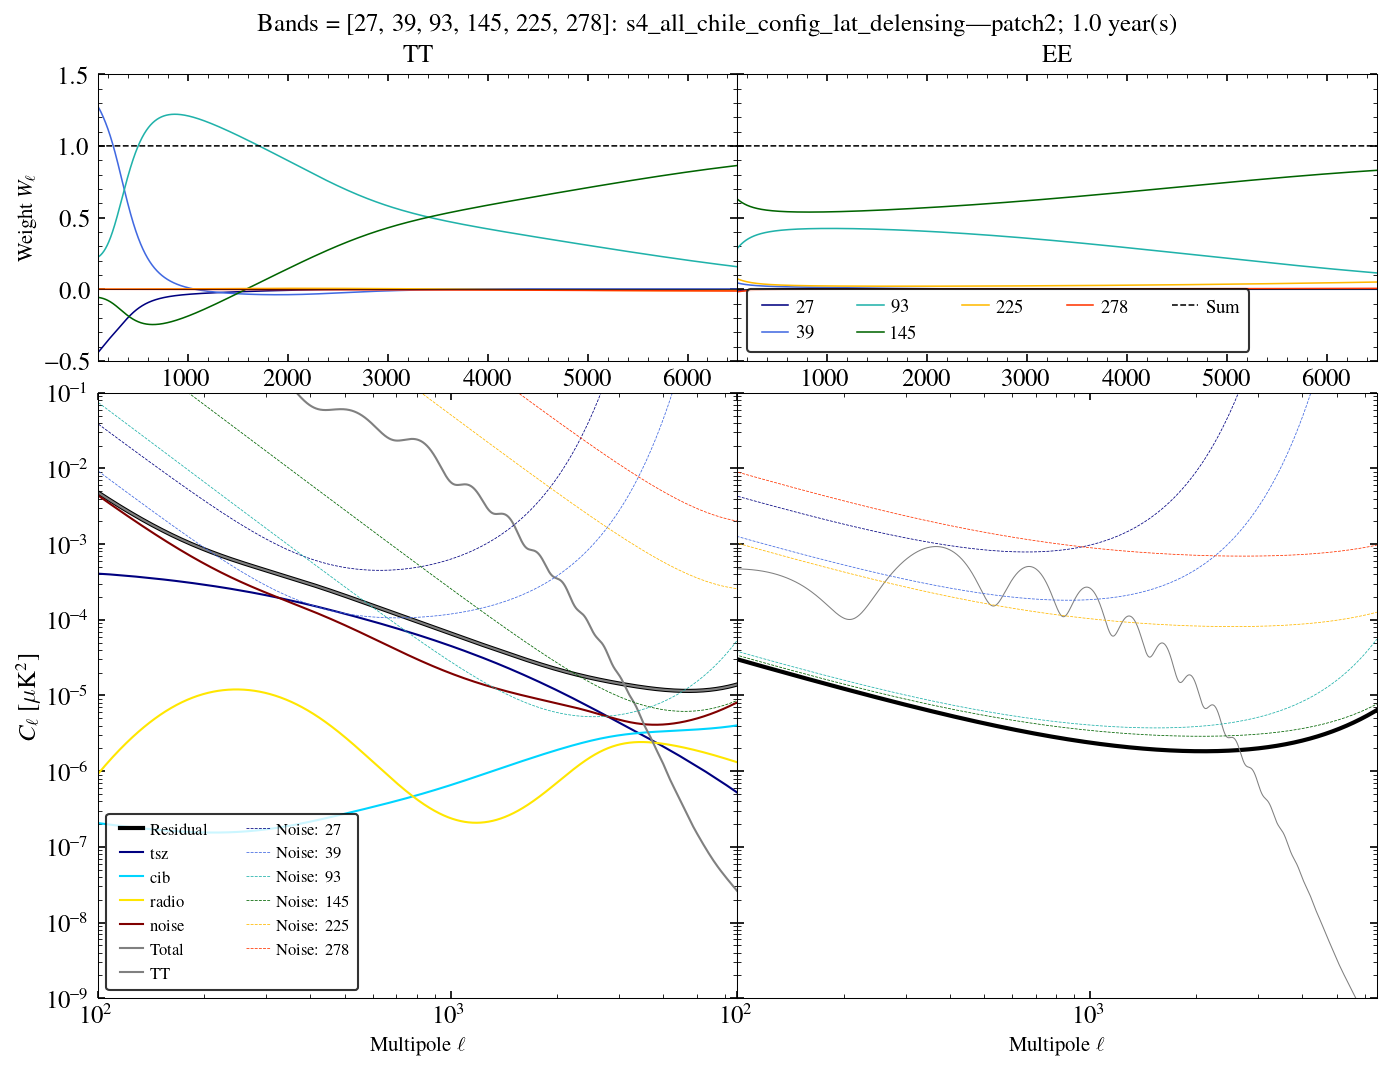 Bands = [27, 39, 93, 145, 225, 278]: s4_all_chile_config_lat_delensing—patch2; 1.0 year(s)
TT EE
1.5
1.0
0.5
0.0
−0.5
Weight W_ℓ
1000 2000 3000 4000 5000 6000
1000 2000 3000 4000 5000 6000
27 93 225 278 Sum
39 145
10^{-1}
10^{-2}
10^{-3}
10^{-4}
10^{-5}
10^{-6}
10^{-7}
10^{-8}
10^{-9}
C_ℓ [μK^2]
Residual Noise: 27
tsz Noise: 39
cib Noise: 93
radio Noise: 145
noise Noise: 225
Total Noise: 278
TT
10^2 10^3 10^2 10^3
Multipole ℓ Multipole ℓ